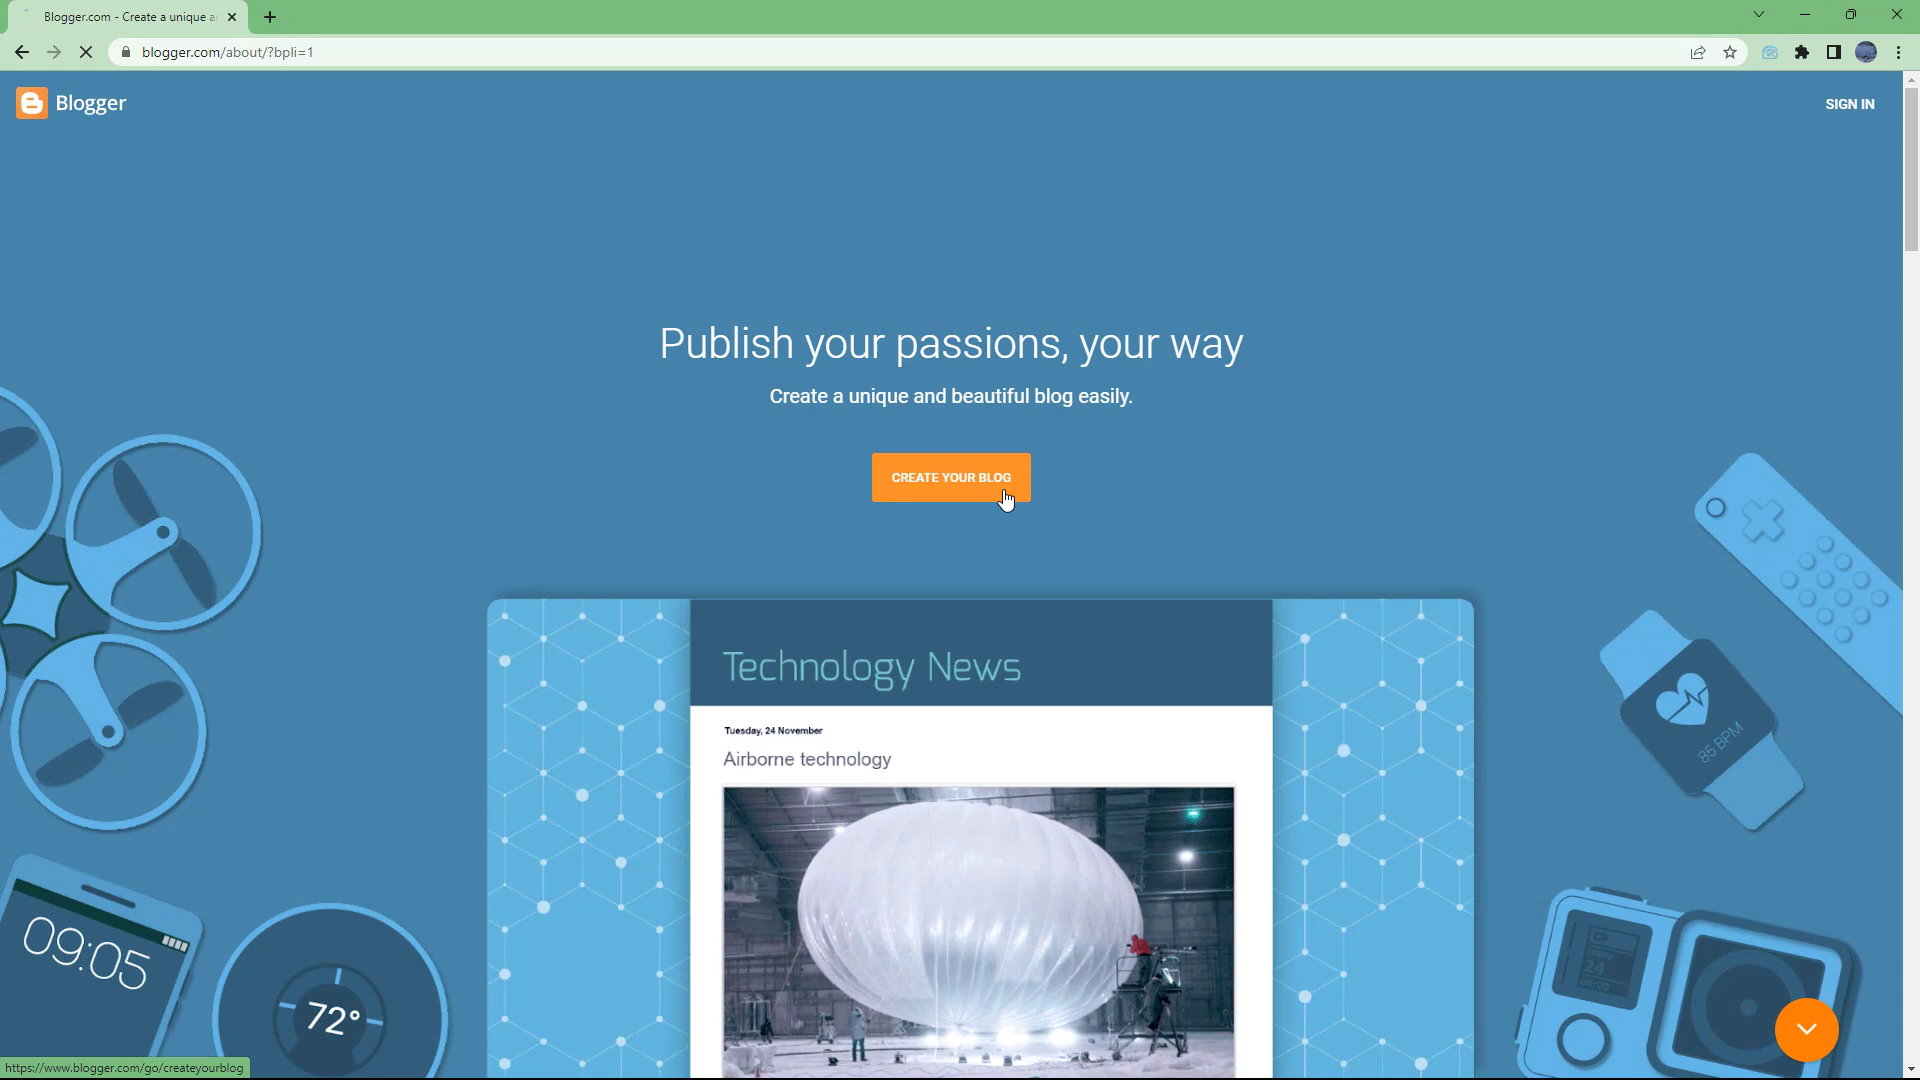 Blogger.com - Create a unique a
blogger.com/about/?bpli=1
Blogger
SIGN IN
Publish your passions, your way
Create a unique and beautiful blog easily.
CREATE YOUR BLOG
Technology News
Tuesday, 24 November
Airborne technology
85 BPM
09:05
72°
24
https://www.blogger.com/go/createyourblog